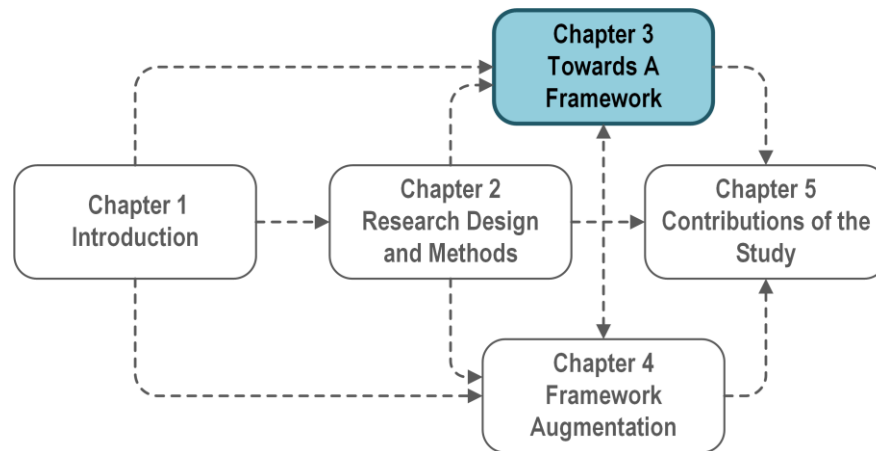 Chapter 3
Towards A
Framework
Chapter 1
Introduction
Chapter 2
Research Design
and Methods
Chapter 5
Contributions of the
Study
Chapter 4
Framework
Augmentation